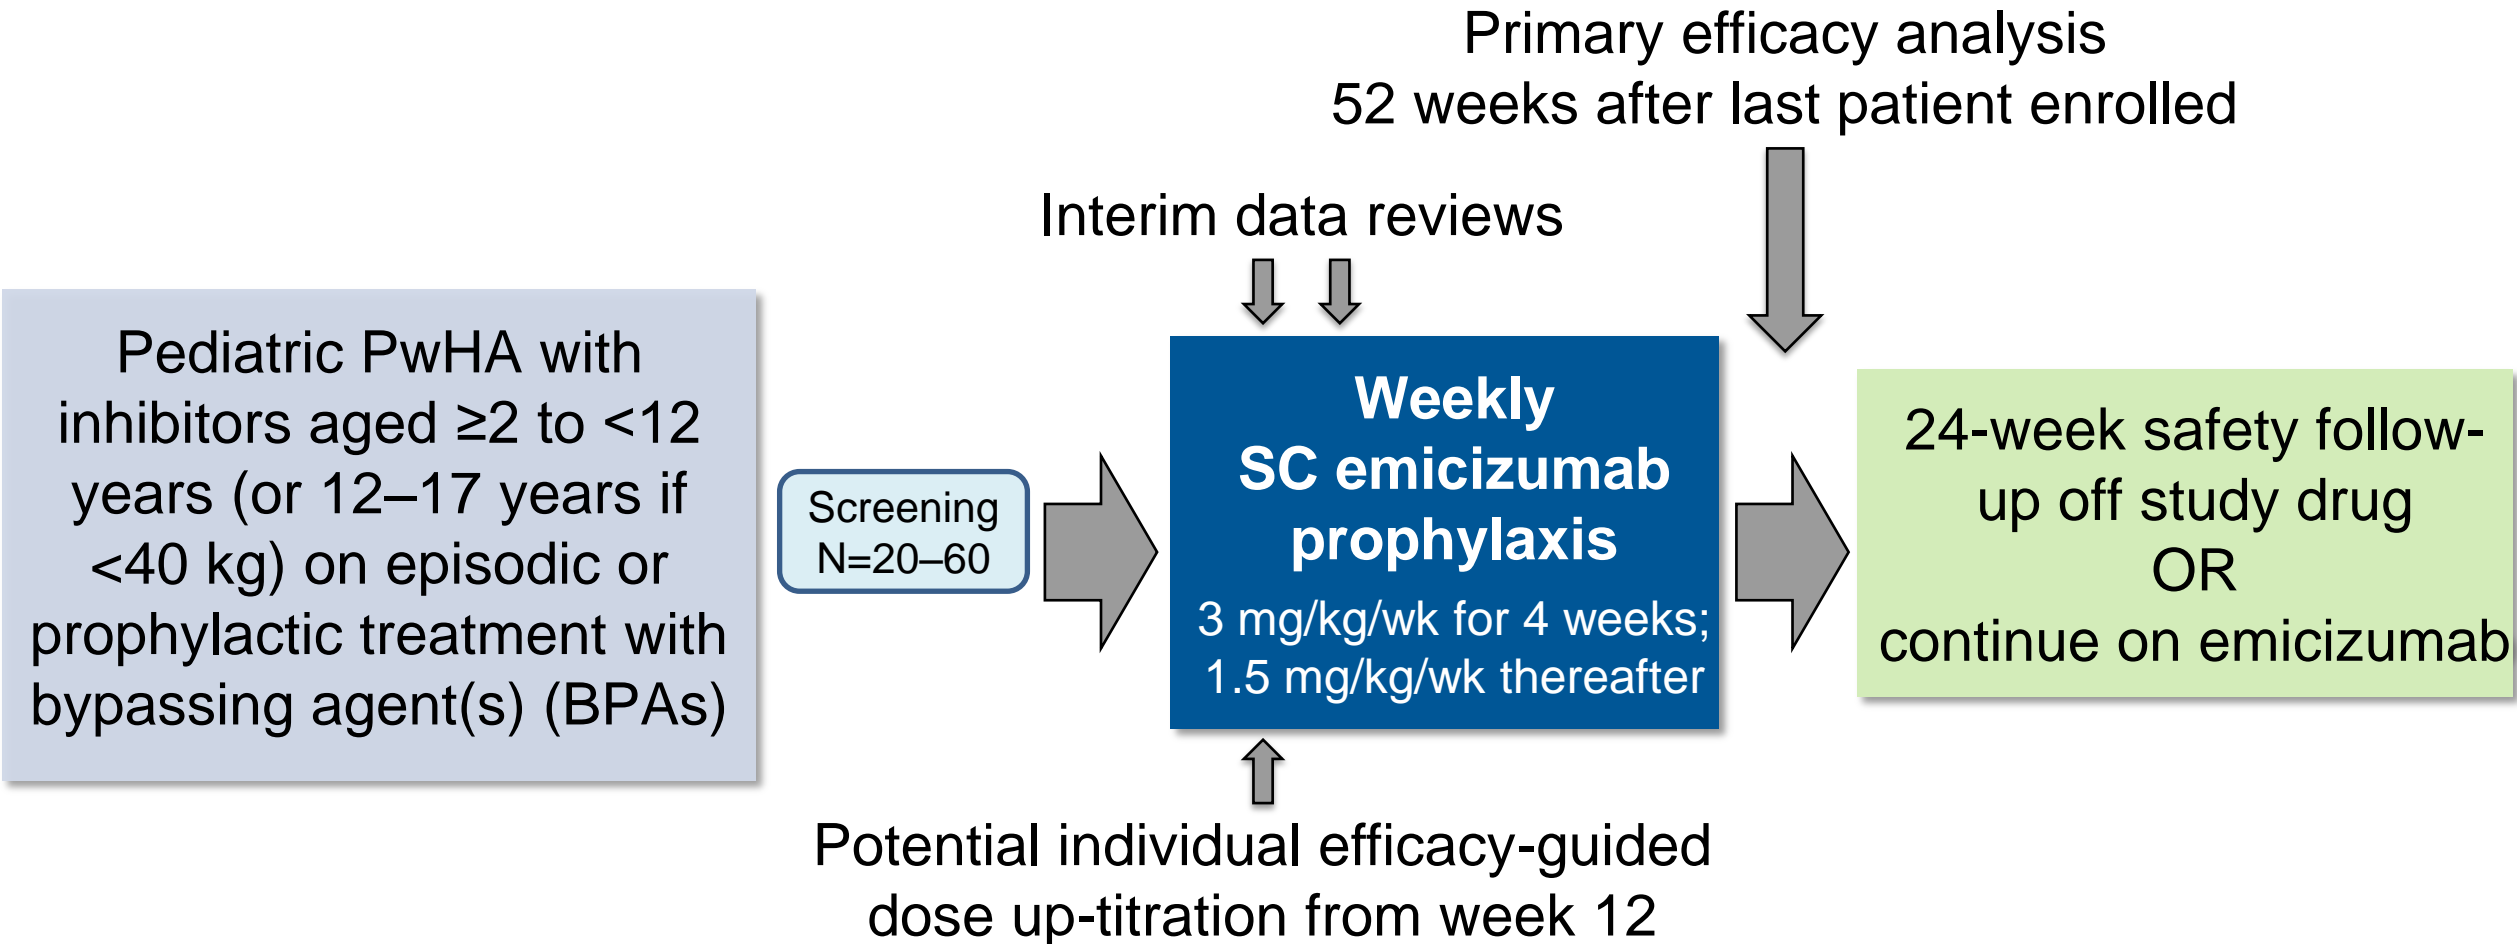 Primary efficacy analysis
52 weeks after last patient enrolled
Interim data reviews
Pediatric PwHA with
inhibitors aged ≥2 to <12
years (or 12–17 years if
<40 kg) on episodic or
prophylactic treatment with
bypassing agent(s) (BPAs)
Screening
N=20–60
Weekly
SC emicizumab
prophylaxis
3 mg/kg/wk for 4 weeks;
1.5 mg/kg/wk thereafter
24-week safety follow-
up off study drug
OR
continue on emicizumab
Potential individual efficacy-guided
dose up-titration from week 12